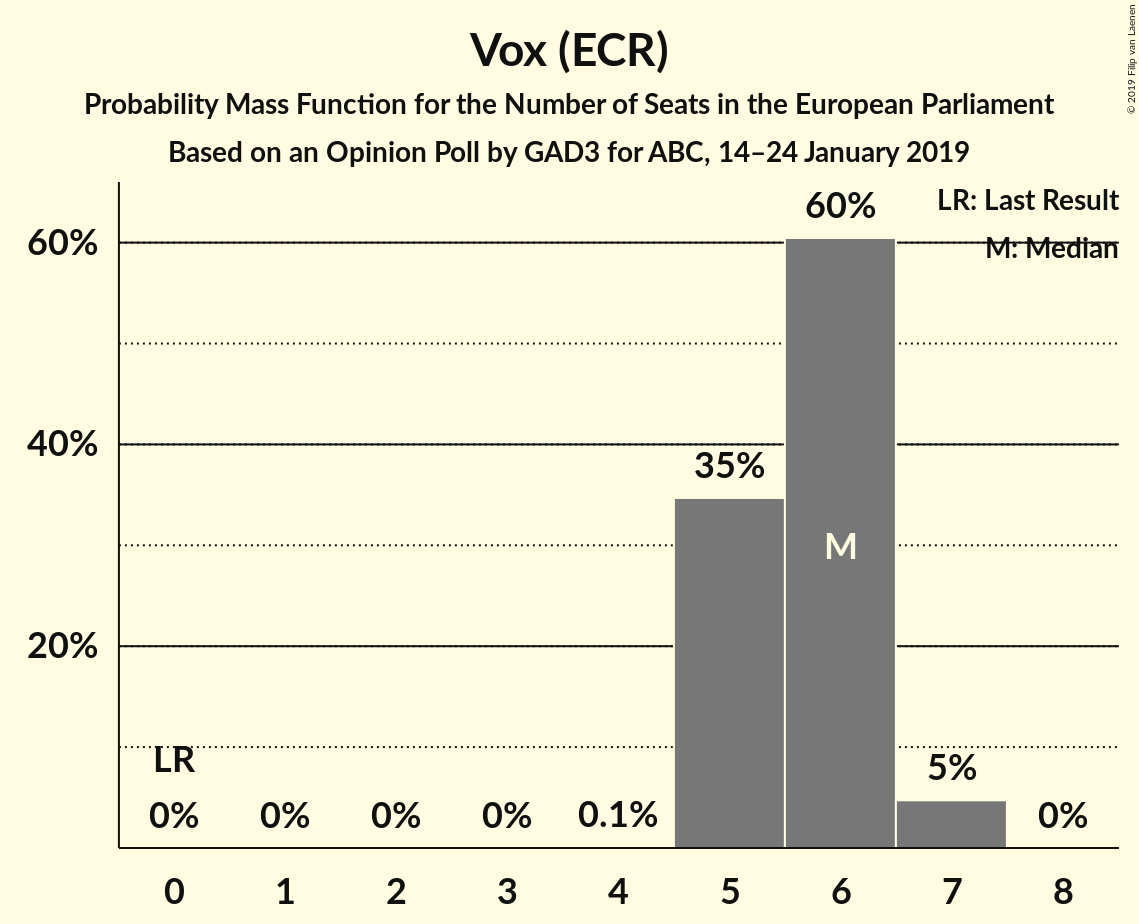 Vox (ECR)
Probability Mass Function for the Number of Seats in the European Parliament
Based on an Opinion Poll by GAD3 for ABC, 14–24 January 2019
© 2019 Filip van Laenen
LR: Last Result
M: Median
60%
40%
20%
60%
35%
M
LR
5%
0%
0%
0%
0%
0.1%
0%
0
1
2
3
4
5
6
7
8